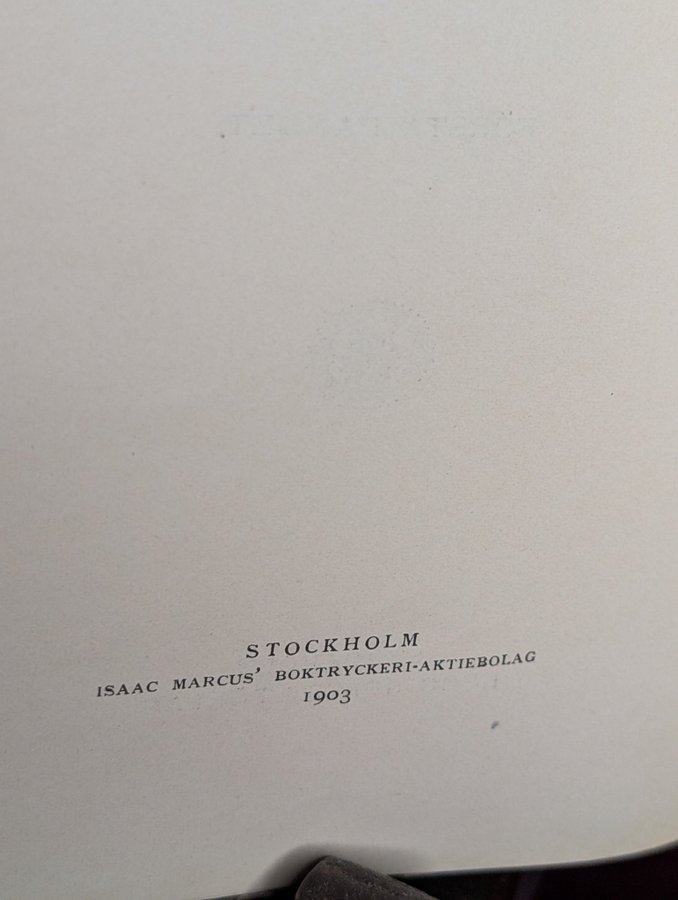 STOCKHOLM
ISAAC MARCUS' BOKTRYCKERI-AKTIEBOLAG
1903